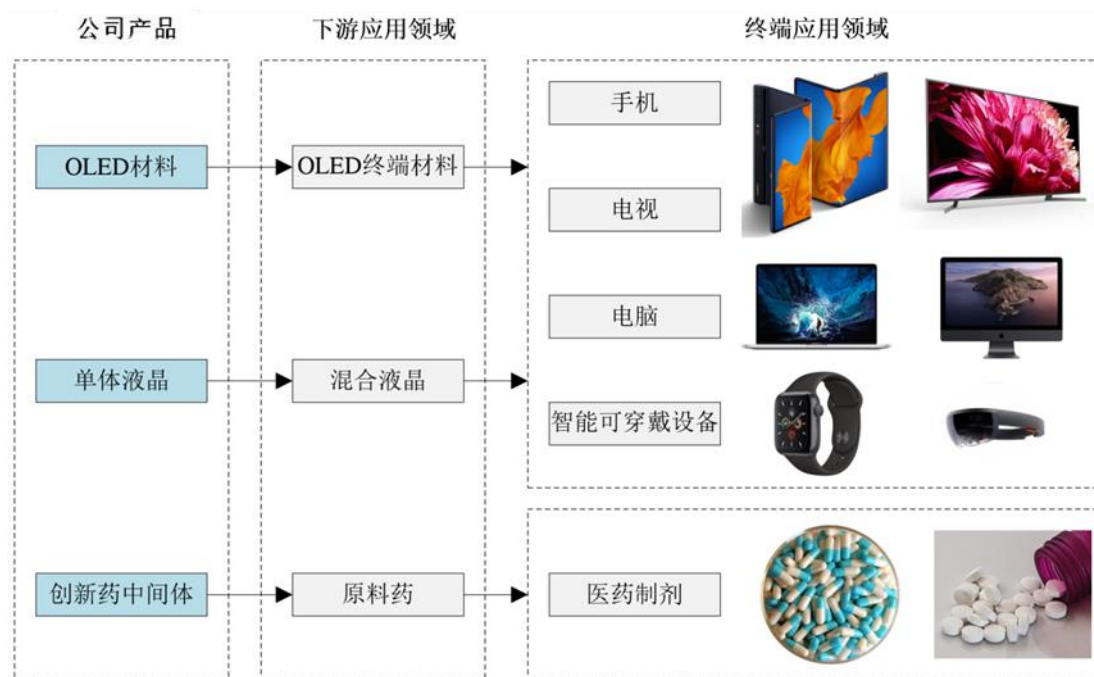 公司产品
下游应用领域
终端应用领域
手机
OLED材料
OLED终端材料
电视
电脑
单体液晶
混合液晶
智能可穿戴设备
创新药中间体
原料药
医药制剂